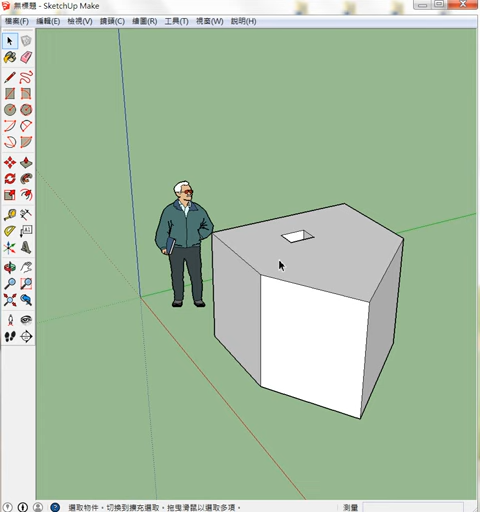 無標題 - SketchUp Make
檔案(F) 編輯(E) 檢視(V) 鏡頭(C) 繪圖(R) 工具(T) 視窗(W) 說明(H)
A1
選取物件。切換到擴充選取。拖曳滑鼠以選取多項。 測量